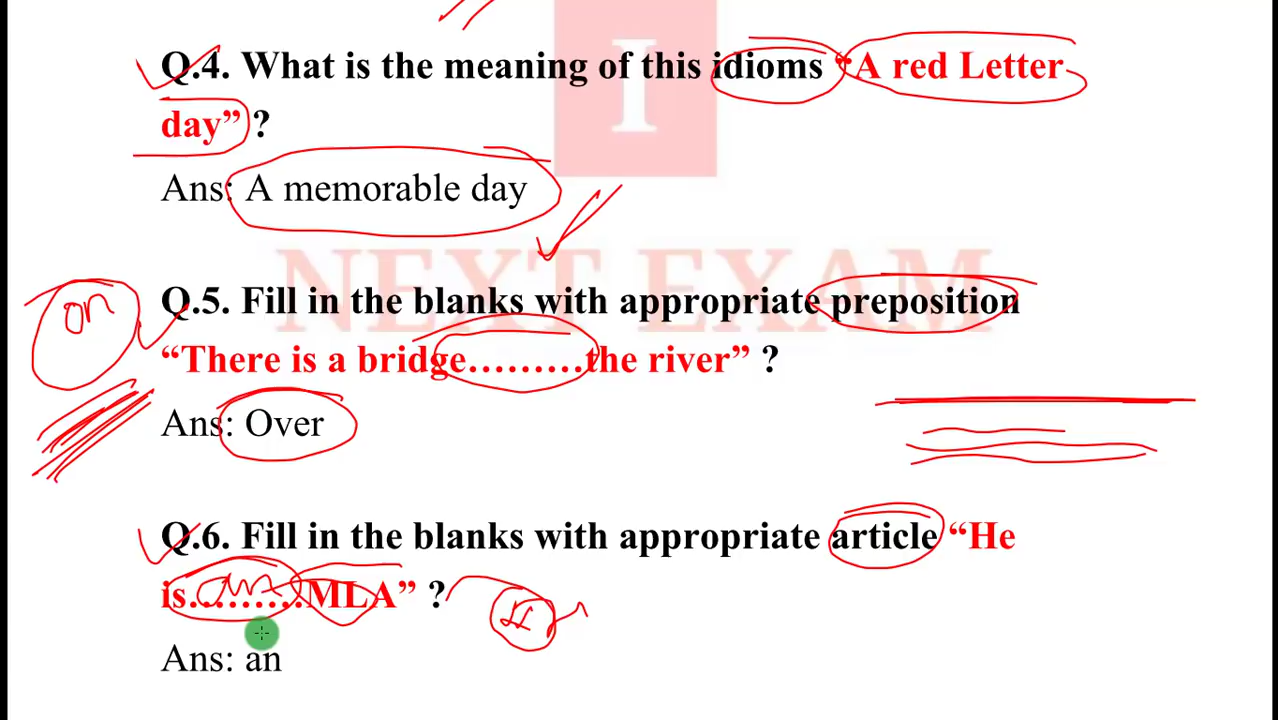 I
Q.4. What is the meaning of this idioms “A red Letter
day” ?
Ans: A memorable day
NEXT EXAM
on
Q.5. Fill in the blanks with appropriate preposition
“There is a bridge………the river” ?
Ans: Over
Q.6. Fill in the blanks with appropriate article “He
is………MLA” ?
an
Ans: an